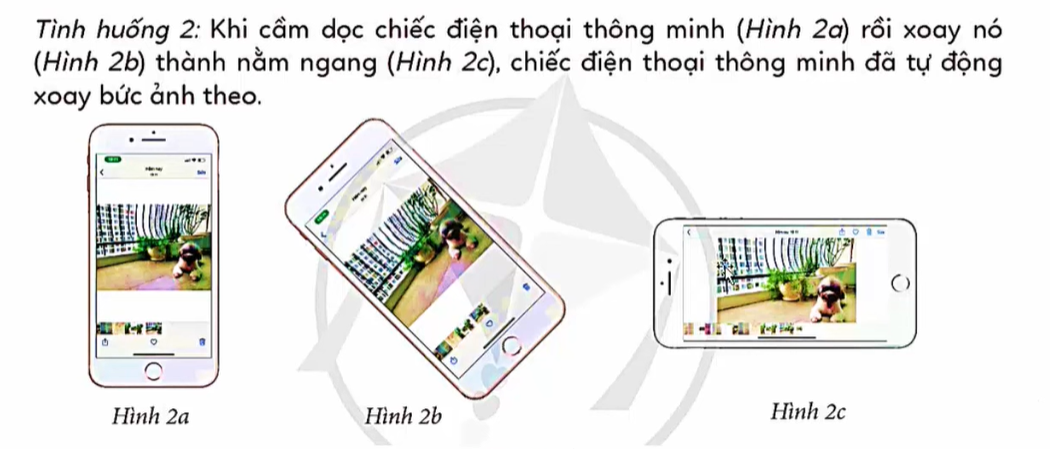 Tình huống 2: Khi cầm dọc chiếc điện thoại thông minh (Hình 2a) rồi xoay nó
(Hình 2b) thành nằm ngang (Hình 2c), chiếc điện thoại thông minh đã tự động
xoay bức ảnh theo.
Hình 2a
Hình 2b
Hình 2c